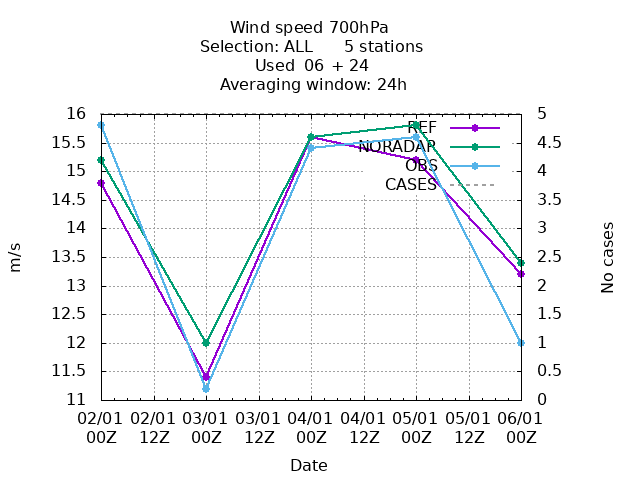 Wind speed 700hPa
Selection: ALL 5 stations
Used 06 + 24
Averaging window: 24h
16
15.5
15
14.5
14
13.5
13
12.5
12
11.5
11
m/s
5
4.5
4
3.5
3
2.5
2
1.5
1
0.5
0
No cases
REF
NORADAR
OBS
CASES
02/01 02/01 03/01 03/01 04/01 04/01 05/01 05/01 06/01
00Z 12Z 00Z 12Z 00Z 12Z 00Z 12Z 00Z
Date